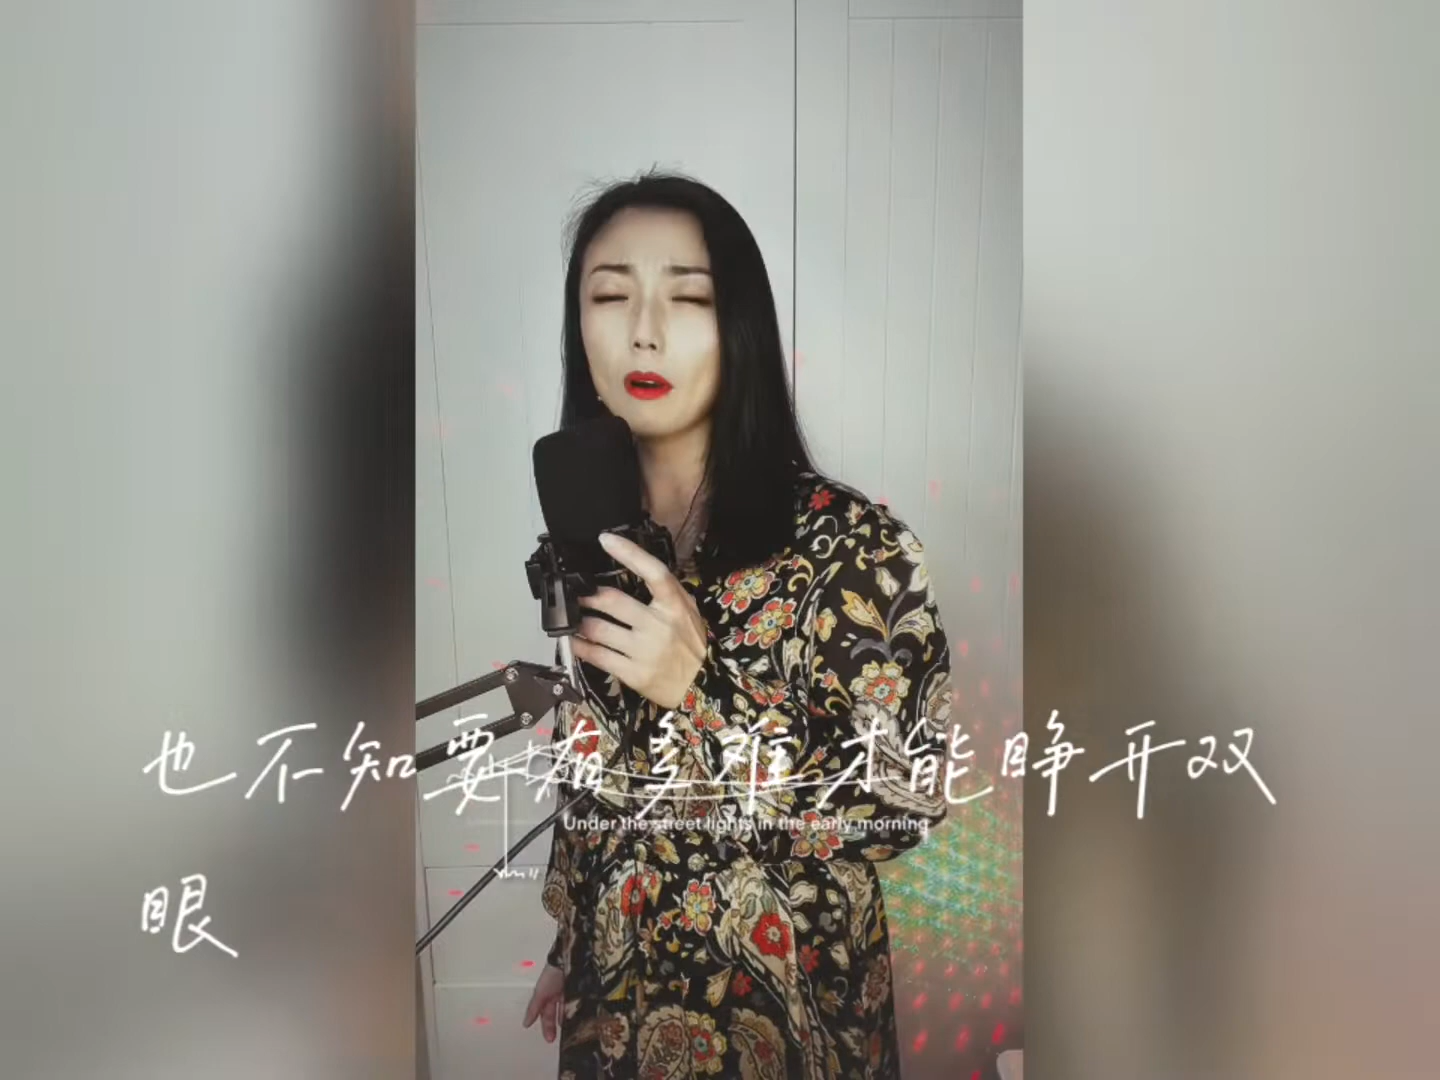 也不知要有多难才能睁开双
眼
Under the street lights in the early morning